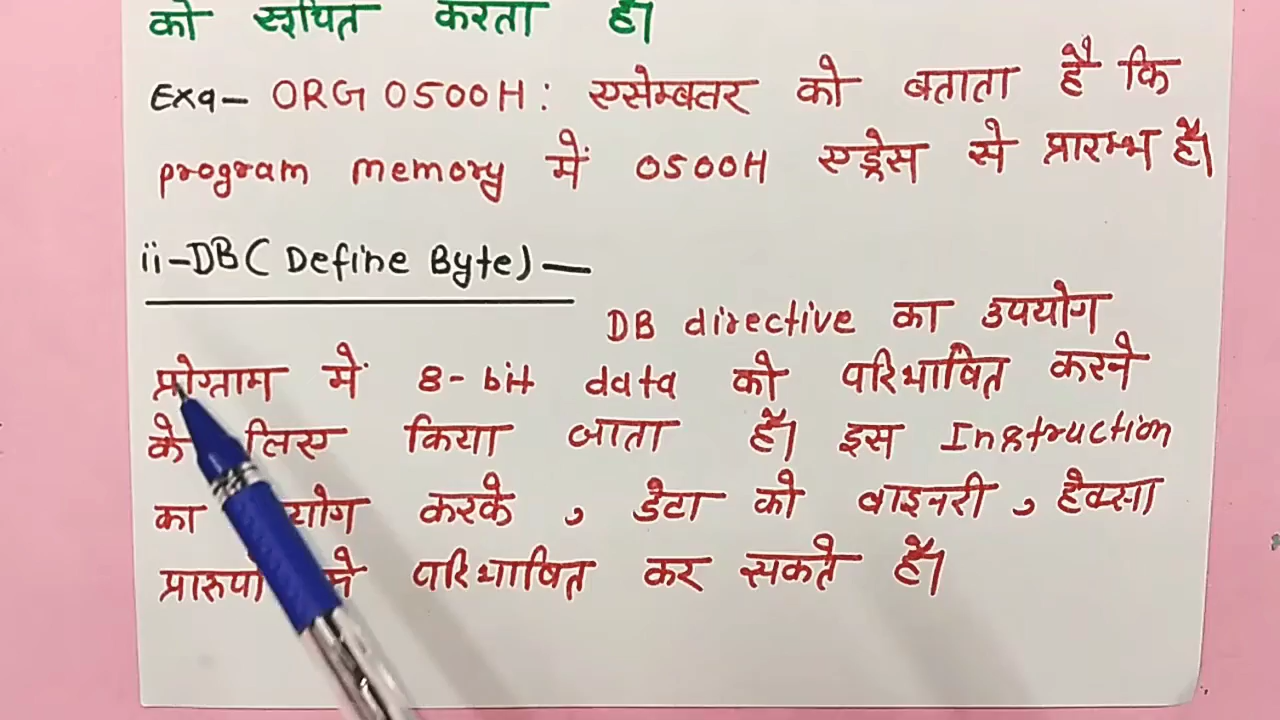 को सूचित करता है।
Exa- ORG 0500H: एसेम्बलर को बताता है कि
program memory में 0500H एड्रेस से प्रारम्भ है।
ii-DB( Define Byte) —
DB directive का उपयोग
प्रोग्राम में 8-bit data को परिभाषित करने
के लिए किया जाता है। इस Instruction
का करके , डेटा को बाइनरी , हैक्सा
परिभाषित कर सकते हैं।